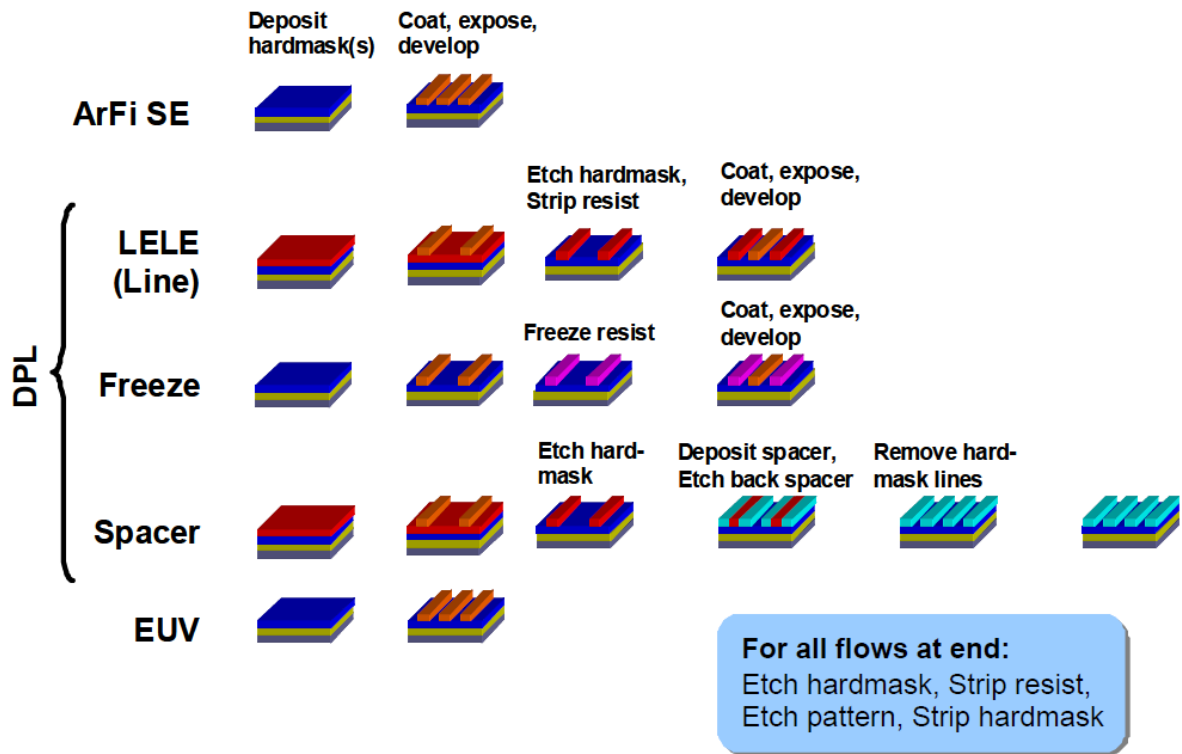 Deposit
hardmask(s)
Coat, expose,
develop
ArFi SE
Etch hardmask,
Strip resist
Coat, expose,
develop
LELE
(Line)
DPL
Freeze resist
Coat, expose,
develop
Freeze
Etch hard-
mask
Deposit spacer,
Etch back spacer
Remove hard-
mask lines
Spacer
EUV
For all flows at end:
Etch hardmask, Strip resist,
Etch pattern, Strip hardmask